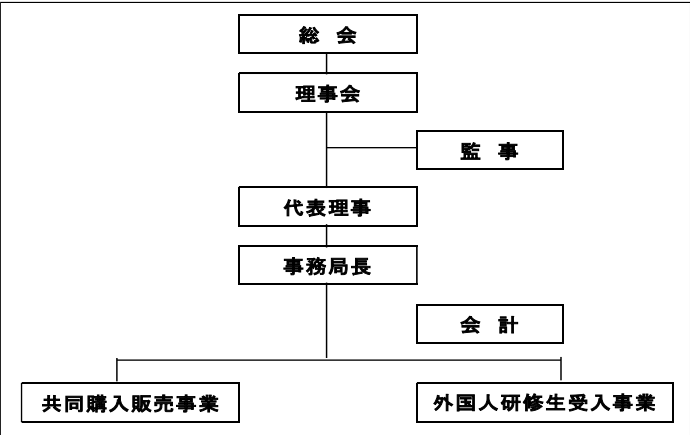 総　会
理事会
監　事
代表理事
事務局長
会　計
共同購入販売事業
外国人研修生受入事業